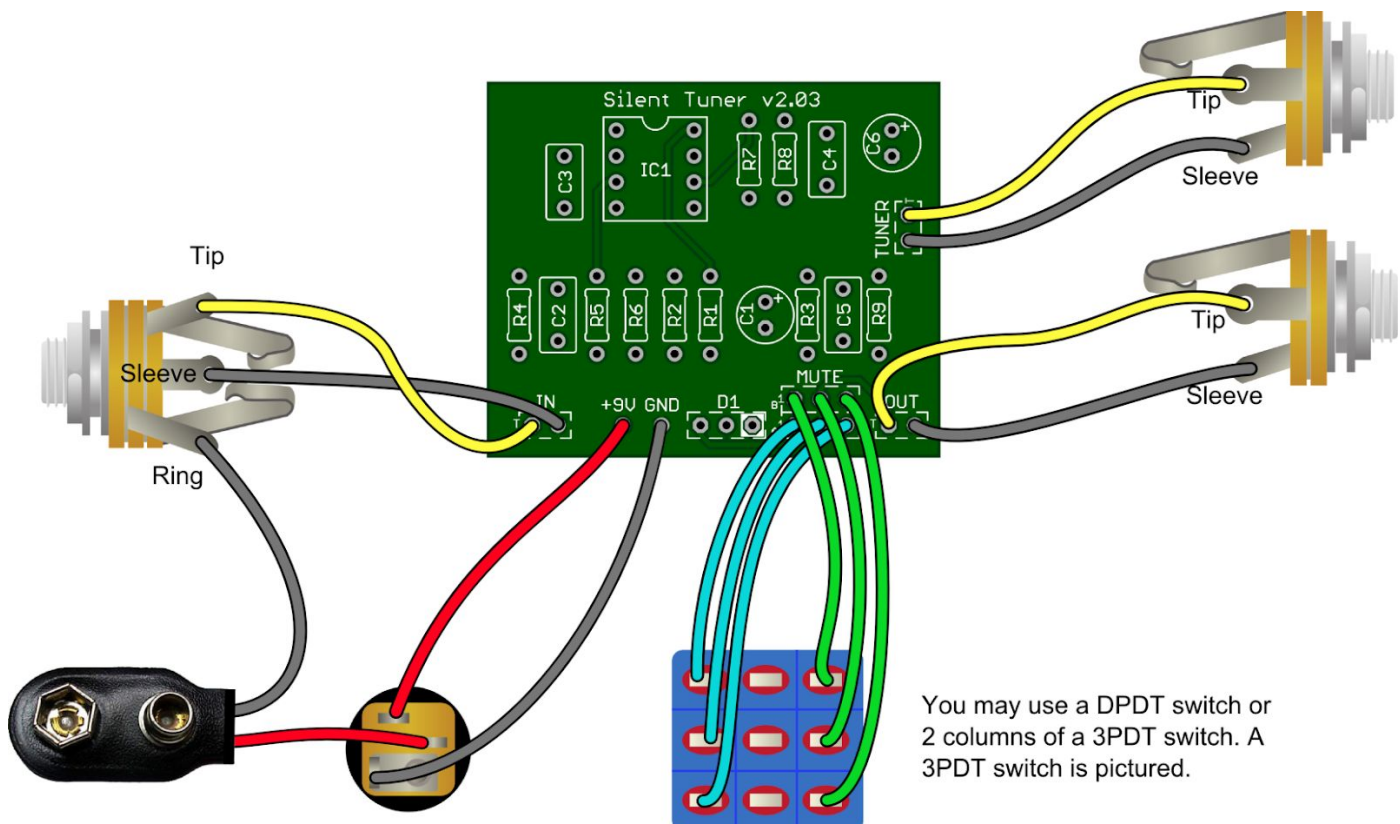 Silent Tuner v2.03
Tip
Sleeve
C3
IC1
R7
R8
C4
C6
+
TUNER
T
Tip
Sleeve
Ring
R4
C2
R5
R6
R2
R1
C1
+
R3
C5
R9
Tip
Sleeve
MUTE
IN
T
+9V GND
D1
B
1
1
T
OUT
You may use a DPDT switch or
2 columns of a 3PDT switch. A
3PDT switch is pictured.